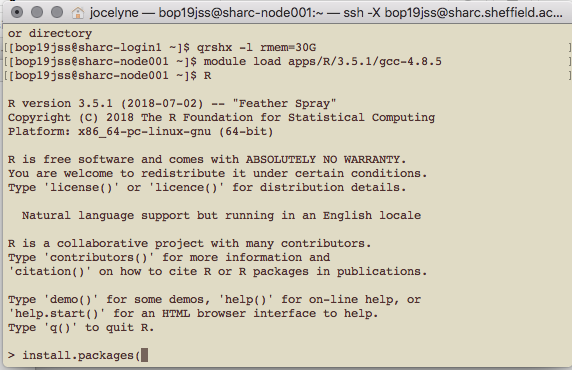 jocelyne — bop19jss@sharc-node001:~ — ssh -X bop19jss@sharc.sheffield.ac...
or directory
[[bop19jss@sharc-login1 ~]$ qrshx -l rmem=30G ]
[[bop19jss@sharc-node001 ~]$ module load apps/R/3.5.1/gcc-4.8.5 ]
[[bop19jss@sharc-node001 ~]$ R ]
R version 3.5.1 (2018-07-02) -- "Feather Spray"
Copyright (C) 2018 The R Foundation for Statistical Computing
Platform: x86_64-pc-linux-gnu (64-bit)
R is free software and comes with ABSOLUTELY NO WARRANTY.
You are welcome to redistribute it under certain conditions.
Type 'license()' or 'licence()' for distribution details.
Natural language support but running in an English locale
R is a collaborative project with many contributors.
Type 'contributors()' for more information and
'citation()' on how to cite R or R packages in publications.
Type 'demo()' for some demos, 'help()' for on-line help, or
'help.start()' for an HTML browser interface to help.
Type 'q()' to quit R.
> install.packages(